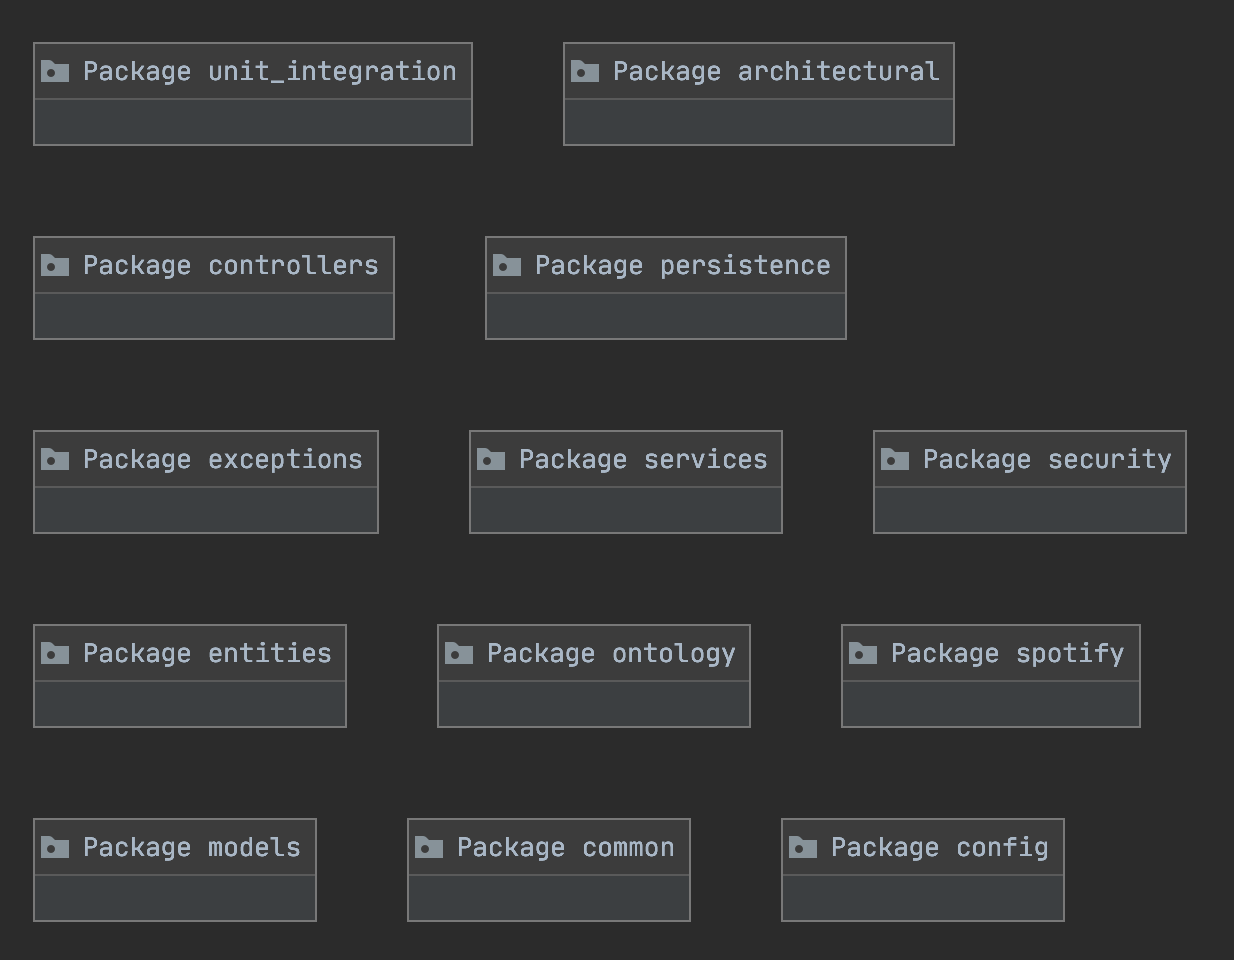 Package unit_integration
Package architectural
Package controllers
Package persistence
Package exceptions
Package services
Package security
Package entities
Package ontology
Package spotify
Package models
Package common
Package config